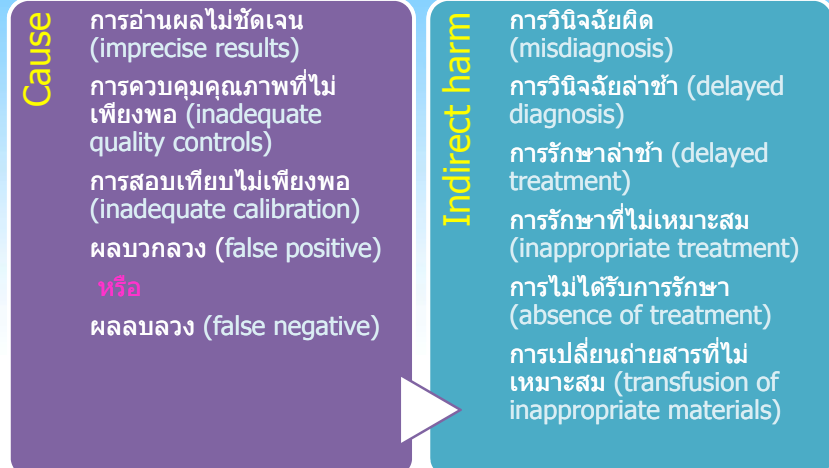 Cause
การอ่านผลไม่ชัดเจน
(imprecise results)
การควบคุมคุณภาพที่ไม่
เพียงพอ (inadequate
quality controls)
การสอบเทียบไม่เพียงพอ
(inadequate calibration)
ผลบวกลวง (false positive)
หรือ
ผลลบลวง (false negative)
Indirect harm
การวินิจฉัยผิด
(misdiagnosis)
การวินิจฉัยล่าช้า (delayed
diagnosis)
การรักษาล่าช้า (delayed
treatment)
การรักษาที่ไม่เหมาะสม
(inappropriate treatment)
การไม่ได้รับการรักษา
(absence of treatment)
การเปลี่ยนถ่ายสารที่ไม่
เหมาะสม (transfusion of
inappropriate materials)